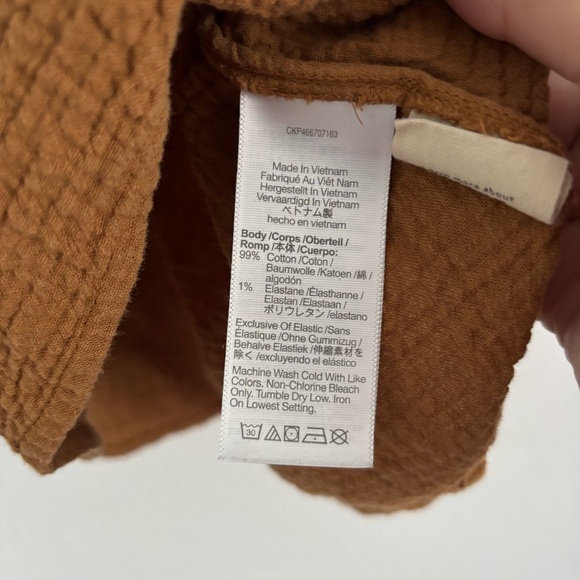 CKP466707163
Made In Vietnam
Fabriqué Au Viêt Nam
Hergestellt In Vietnam
Vervaardigd In Vietnam
ベトナム製
hecho en vietnam
Body /Corps /Oberteil /
Romp /本体 /Cuerpo:
99% Cotton /Coton /
Baumwolle /Katoen /綿 /
algodón
1% Elastane /Élasthanne /
Elastan /Elastaan /
ポリウレタン /elastano
Exclusive Of Elastic /Sans
Élastique /Ohne Gummizug /
Behalve Elastiek /伸縮素材を
除く /excluyendo el elástico
Machine Wash Cold With Like
Colors. Non-Chlorine Bleach
Only. Tumble Dry Low. Iron
On Lowest Setting.
30
more about